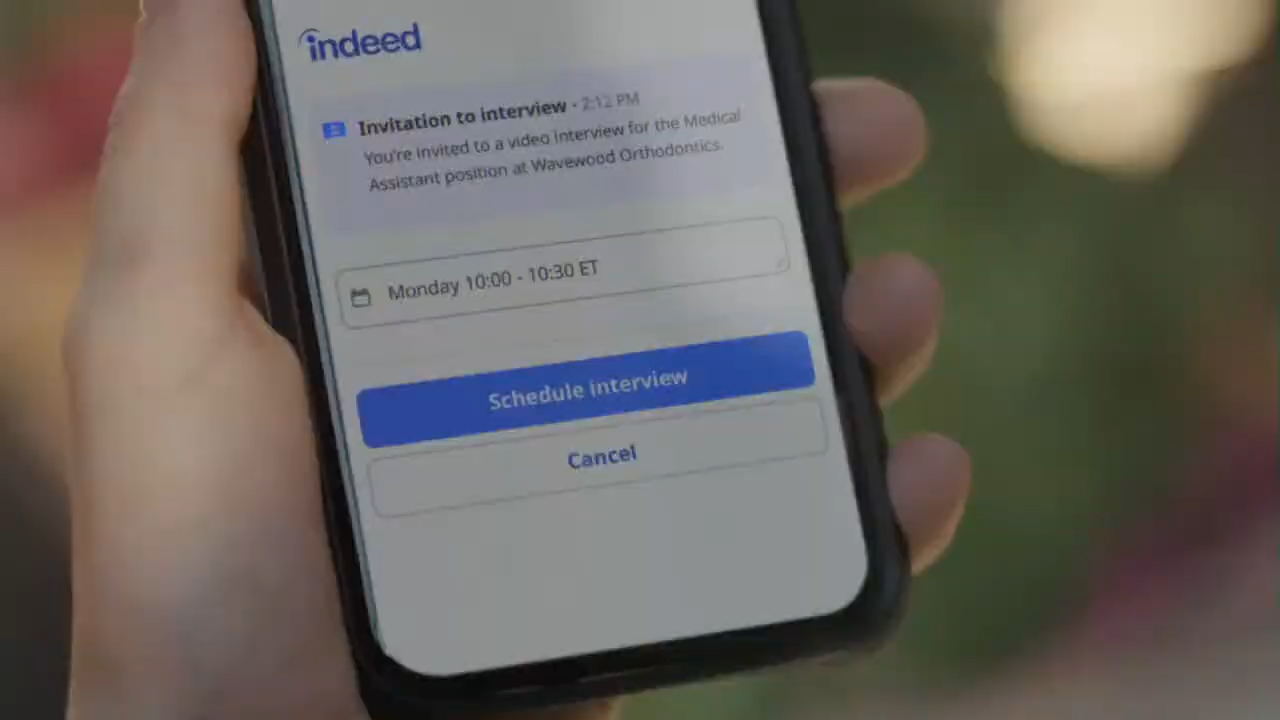 indeed
Invitation to interview · 2:12 PM
You're invited to a video interview for the Medical
Assistant position at Wavewood Orthodontics.
Monday 10:00 - 10:30 ET
Schedule interview
Cancel